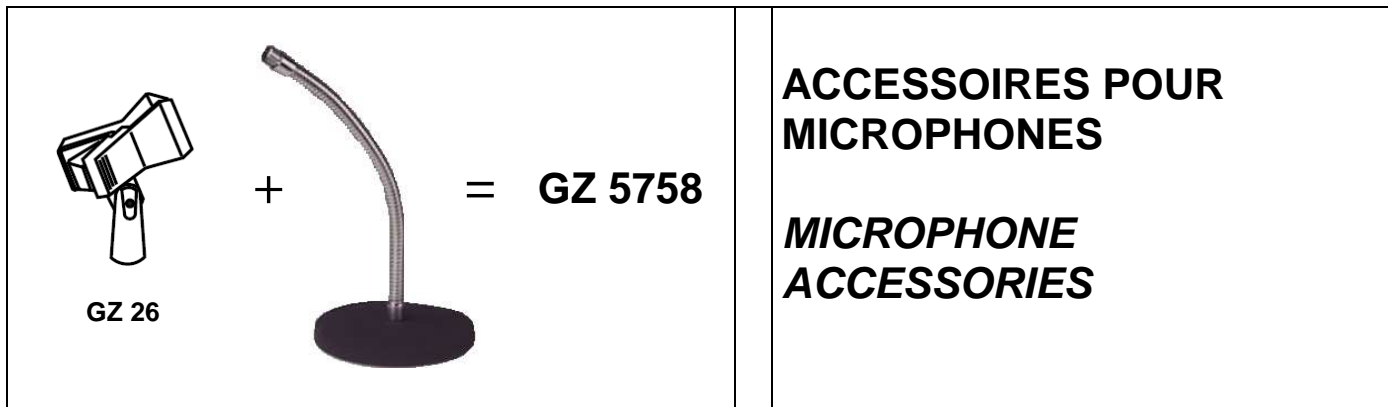 GZ 26
+
=
GZ 5758
ACCESSOIRES POUR
MICROPHONES
MICROPHONE
ACCESSORIES